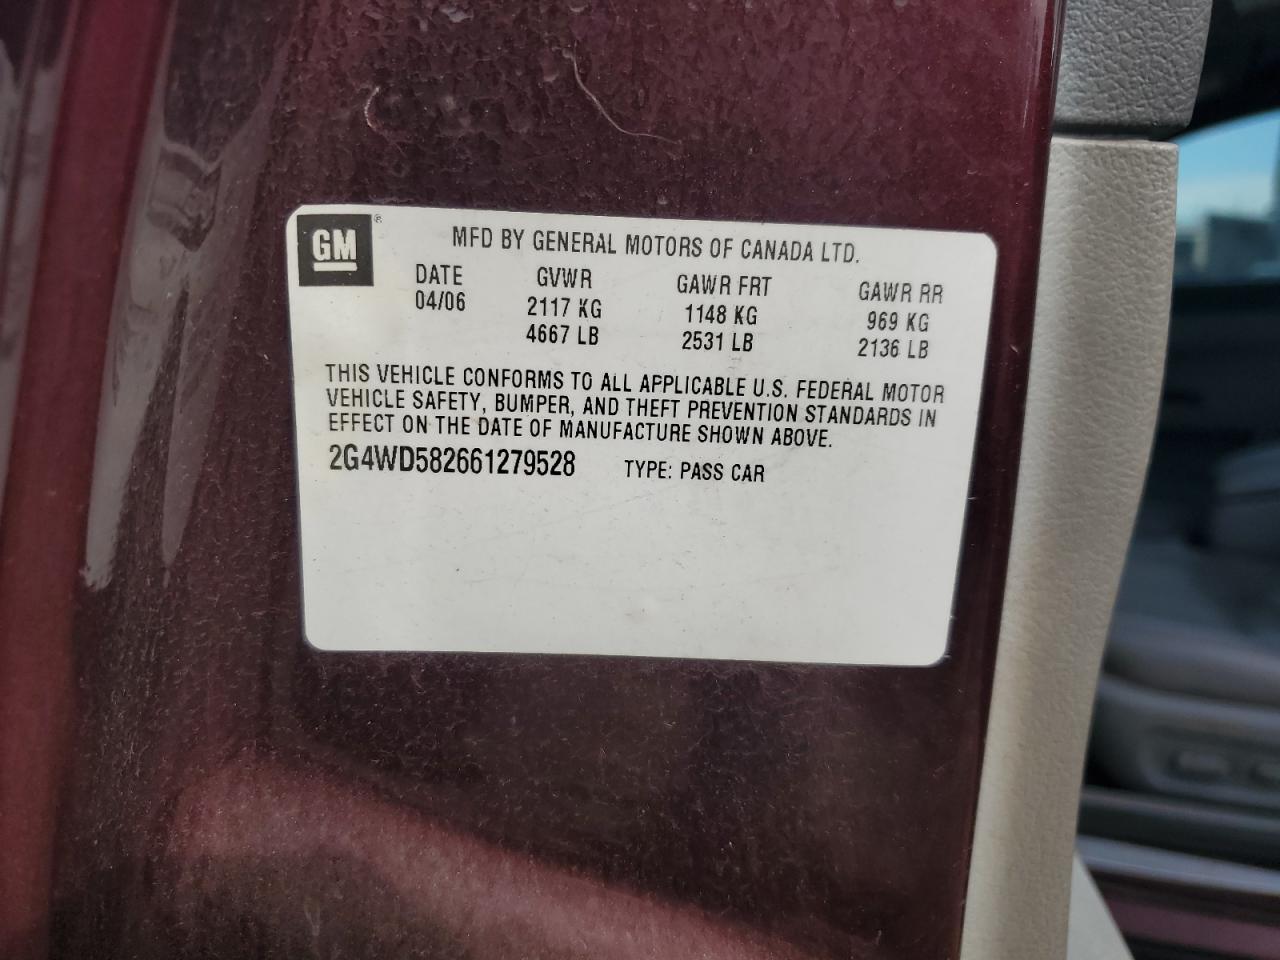 GM ®
MFD BY GENERAL MOTORS OF CANADA LTD.
DATE GVWR GAWR FRT GAWR RR
04/06 2117 KG 1148 KG 969 KG
4667 LB 2531 LB 2136 LB
THIS VEHICLE CONFORMS TO ALL APPLICABLE U.S. FEDERAL MOTOR
VEHICLE SAFETY, BUMPER, AND THEFT PREVENTION STANDARDS IN
EFFECT ON THE DATE OF MANUFACTURE SHOWN ABOVE.
2G4WD582661279528 TYPE: PASS CAR